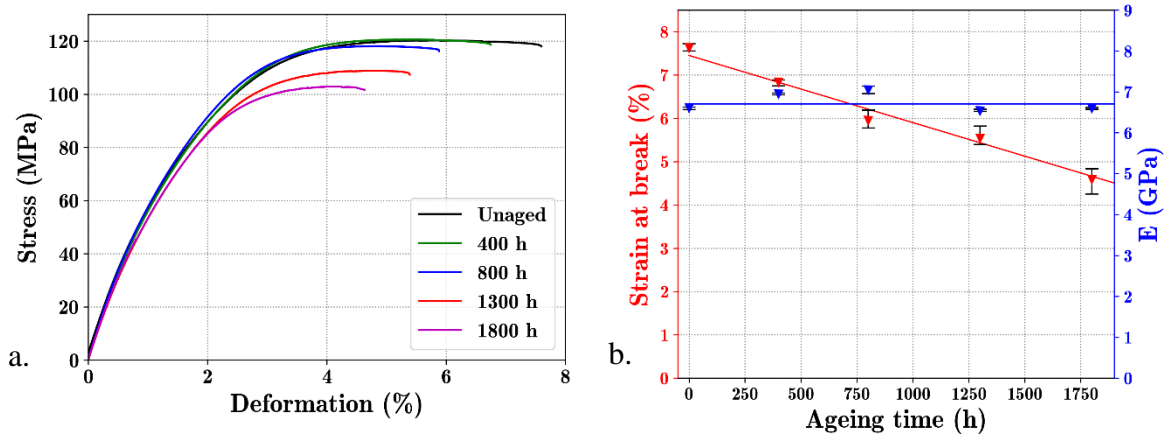 120
100
80
60
40
20
0
Stress (MPa)
Unaged
400 h
800 h
1300 h
1800 h
0 2 4 6 8
Deformation (%)
a.
8
7
6
5
4
3
2
1
0
Strain at break (%)
9
8
7
6
5
4
3
2
1
0
E (GPa)
0 250 500 750 1000 1250 1500 1750
Ageing time (h)
b.